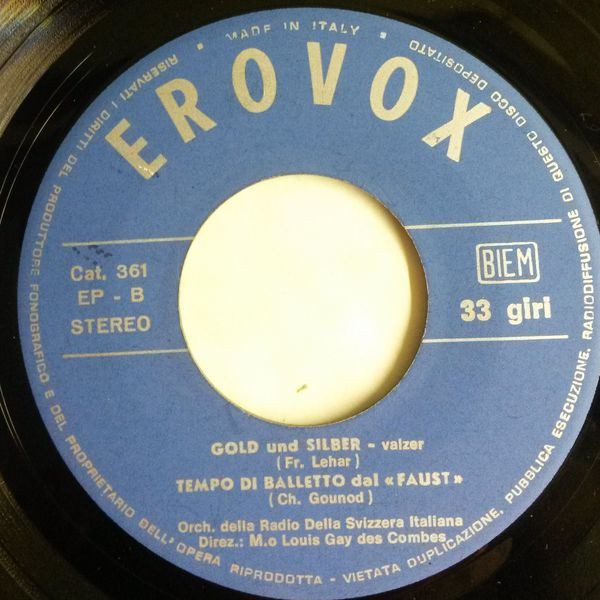 MADE IN ITALY
EROVOX
Cat. 361
EP - B
STEREO
BIEM
33 giri
GOLD und SILBER - valzer
(Fr. Lehar)
TEMPO DI BALLETTO dal «FAUST»
(Ch. Gounod)
Orch. della Radio Della Svizzera Italiana
Direz.: M.o Louis Gay des Combes
RISERVATI I DIRITTI DEL PRODUTTORE FONOGRAFICO E DEL PROPRIETARIO DELL'OPERA RIPRODOTTA - VIETATA DUPLICAZIONE, PUBBLICA ESECUZIONE, RADIODIFFUSIONE DI QUESTO DISCO DEPOSITATO